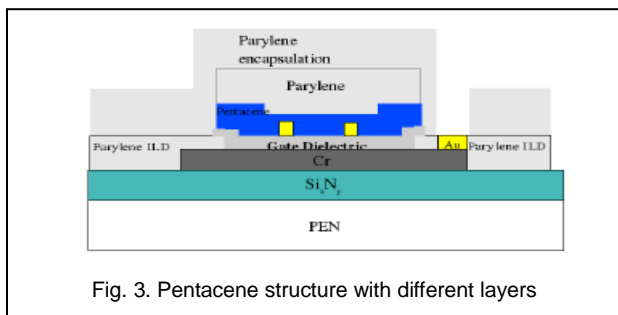 Parylene
encapsulation
Parylene
Pentacene
Parylene ILD
Gate Dielectric
Au
Parylene ILD
Cr
SiₓNᵧ
PEN
Fig. 3. Pentacene structure with different layers